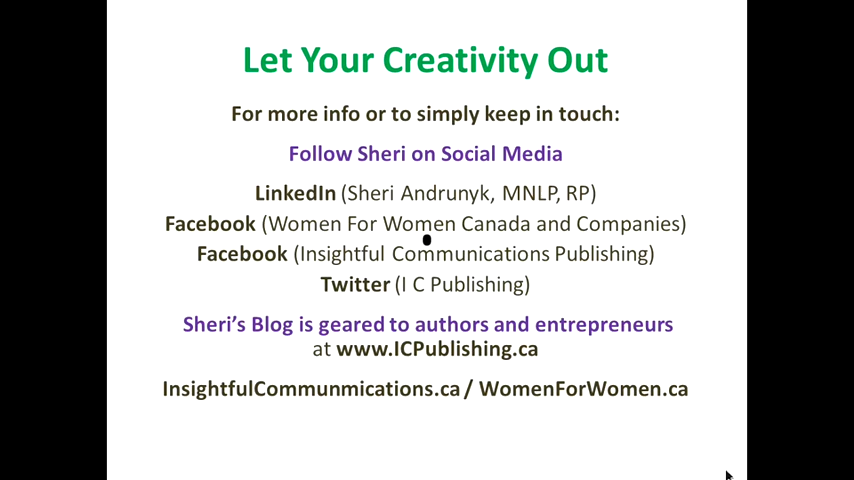 Let Your Creativity Out
For more info or to simply keep in touch:
Follow Sheri on Social Media
LinkedIn (Sheri Andrunyk, MNLP, RP)
Facebook (Women For Women Canada and Companies)
Facebook (Insightful Communications Publishing)
Twitter (I C Publishing)
Sheri's Blog is geared to authors and entrepreneurs
at www.ICPublishing.ca
InsightfulCommunmications.ca / WomenForWomen.ca